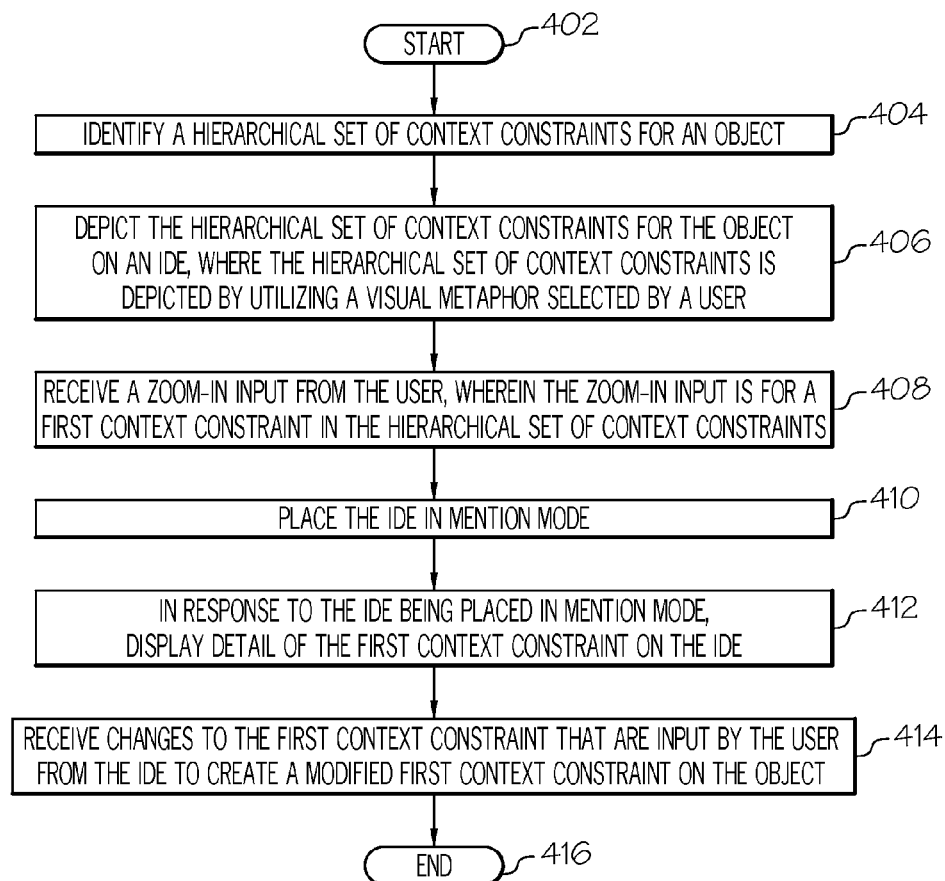 START
402
IDENTIFY A HIERARCHICAL SET OF CONTEXT CONSTRAINTS FOR AN OBJECT
404
DEPICT THE HIERARCHICAL SET OF CONTEXT CONSTRAINTS FOR THE OBJECT
ON AN IDE, WHERE THE HIERARCHICAL SET OF CONTEXT CONSTRAINTS IS
DEPICTED BY UTILIZING A VISUAL METAPHOR SELECTED BY A USER
406
RECEIVE A ZOOM-IN INPUT FROM THE USER, WHEREIN THE ZOOM-IN INPUT IS FOR A
FIRST CONTEXT CONSTRAINT IN THE HIERARCHICAL SET OF CONTEXT CONSTRAINTS
408
PLACE THE IDE IN MENTION MODE
410
IN RESPONSE TO THE IDE BEING PLACED IN MENTION MODE,
DISPLAY DETAIL OF THE FIRST CONTEXT CONSTRAINT ON THE IDE
412
RECEIVE CHANGES TO THE FIRST CONTEXT CONSTRAINT THAT ARE INPUT BY THE USER
FROM THE IDE TO CREATE A MODIFIED FIRST CONTEXT CONSTRAINT ON THE OBJECT
414
END
416